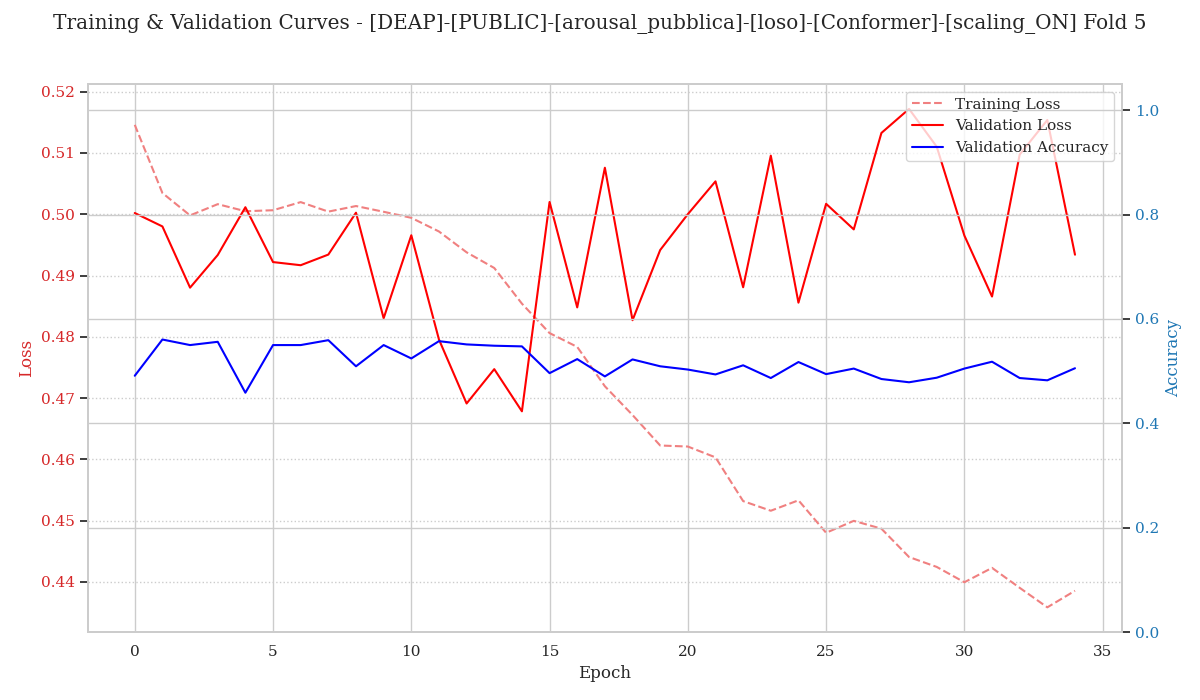 Training & Validation Curves - [DEAP]-[PUBLIC]-[arousal_pubblica]-[loso]-[Conformer]-[scaling_ON] Fold 5
Training Loss
Validation Loss
Validation Accuracy
0.52
0.51
0.50
0.49
0.48
0.47
0.46
0.45
0.44
Loss
1.0
0.8
0.6
0.4
0.2
0.0
Accuracy
0 5 10 15 20 25 30 35
Epoch